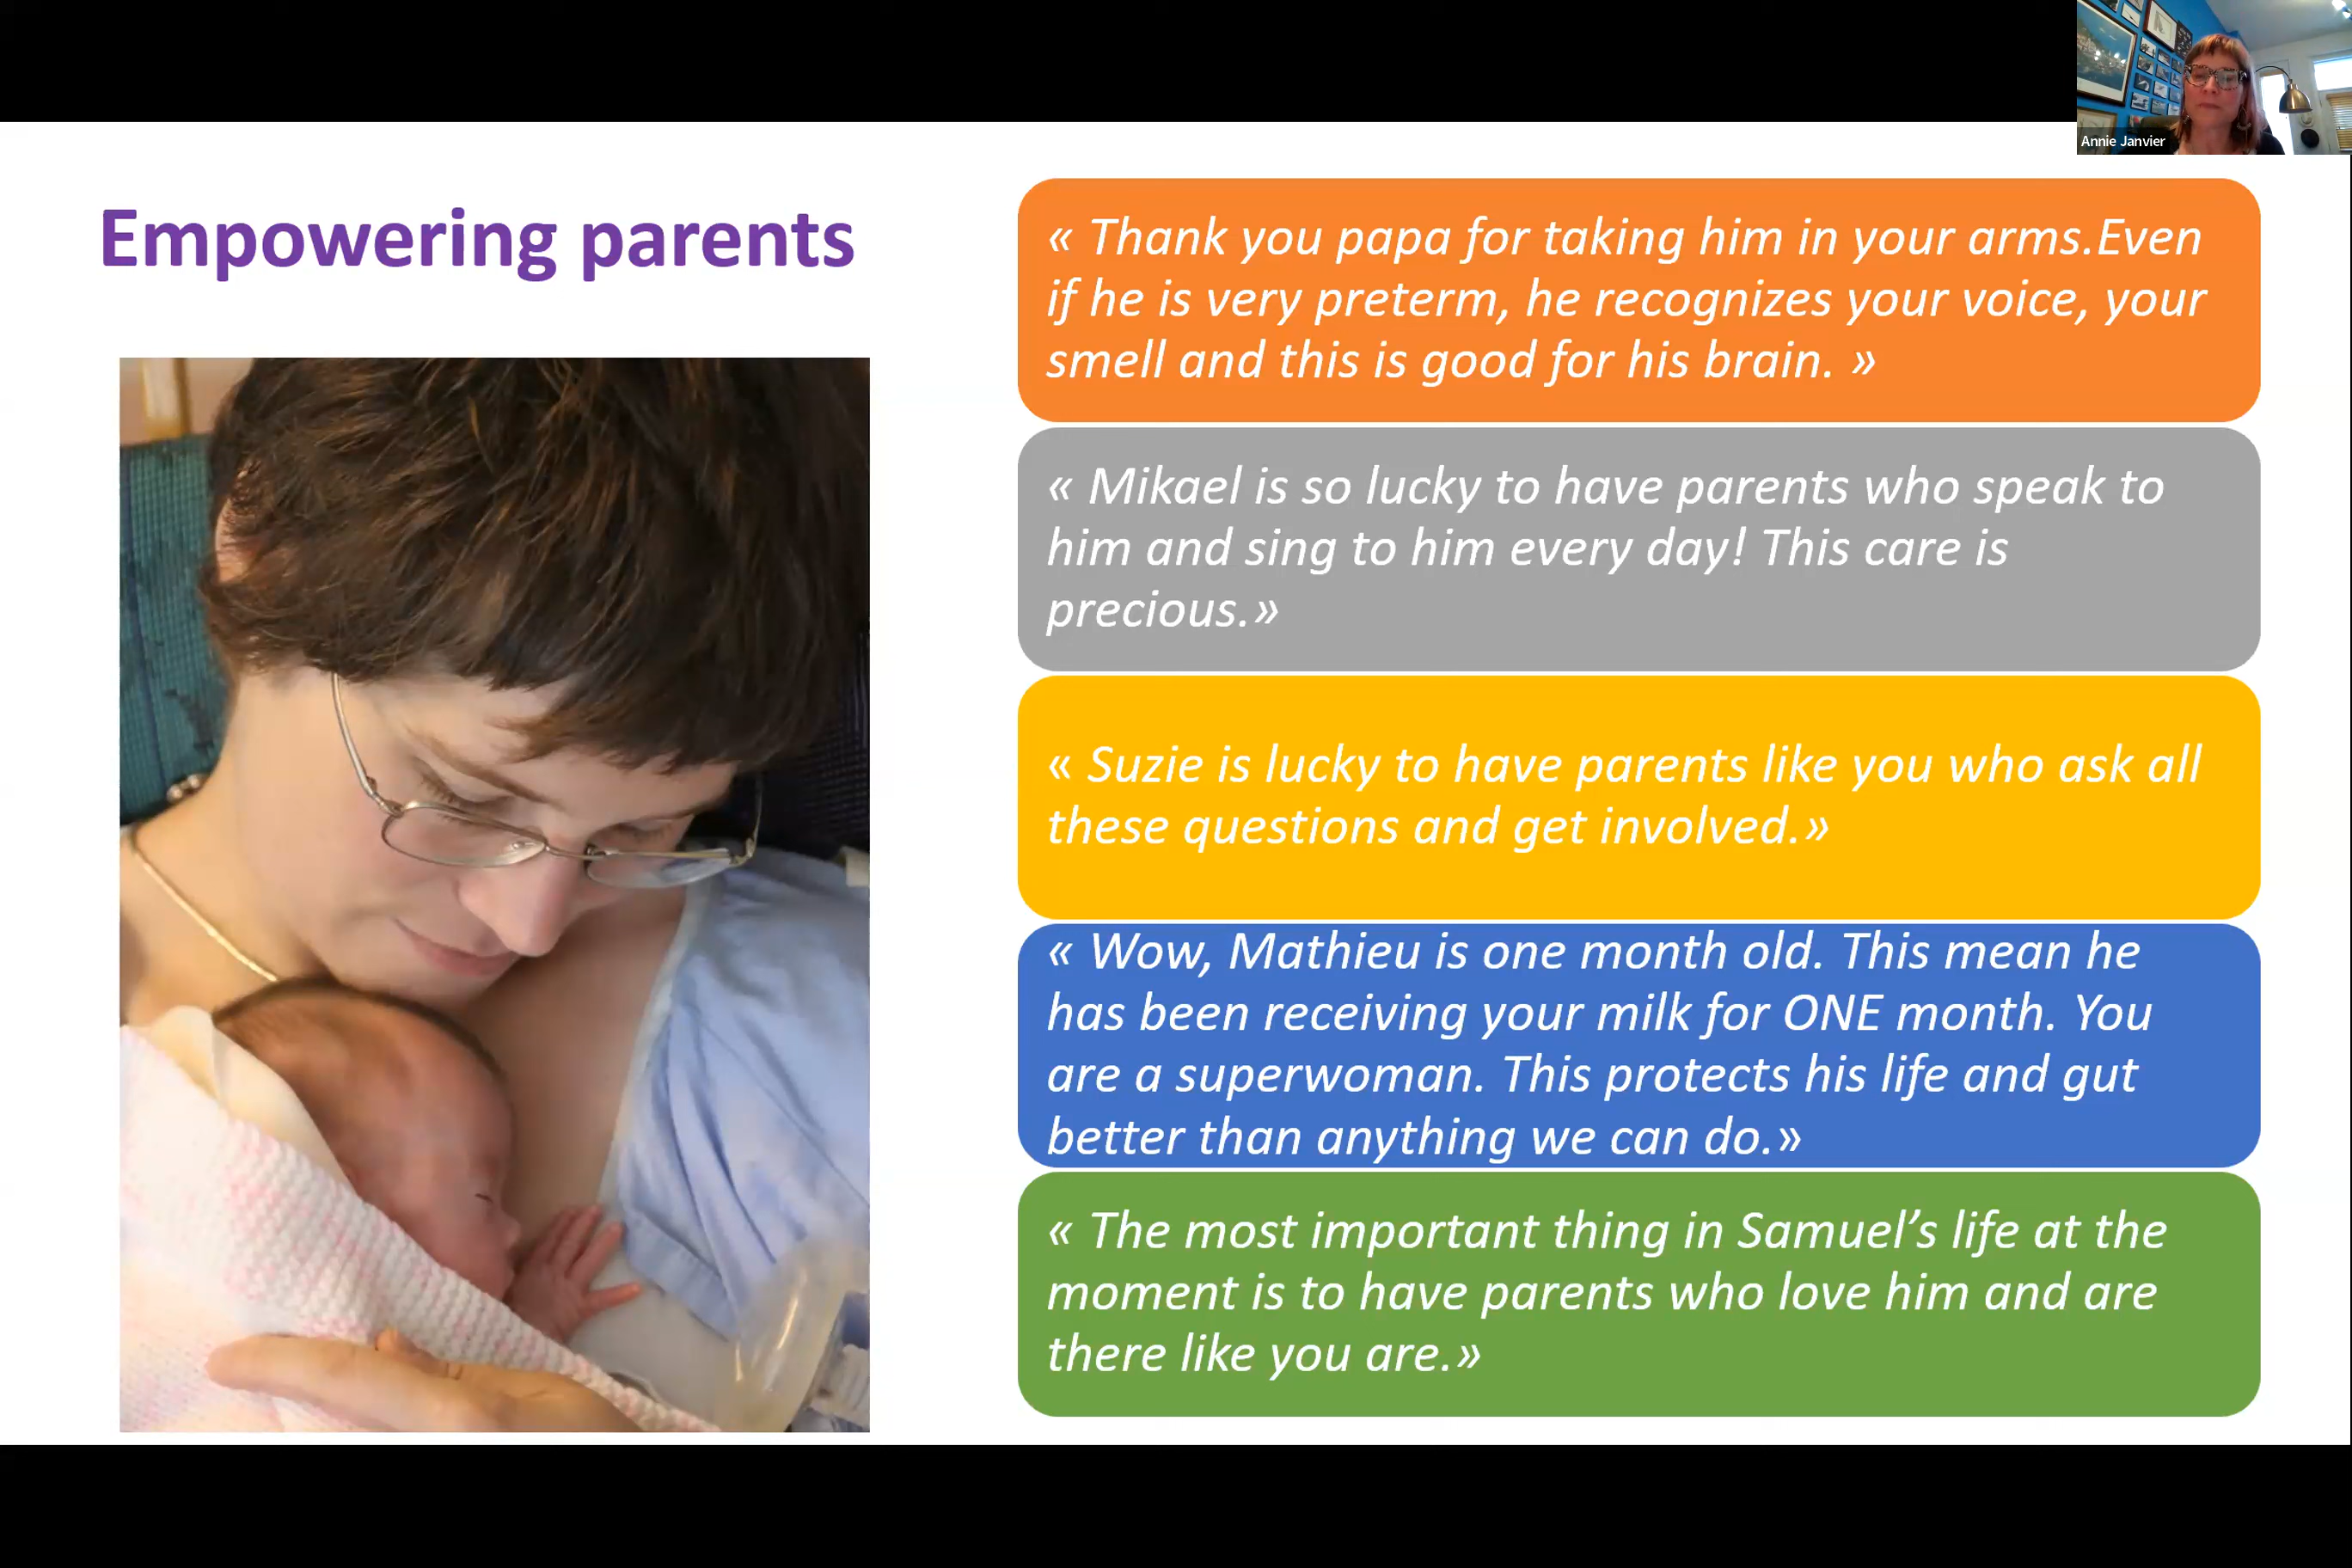 Annie Janvier
Empowering parents
« Thank you papa for taking him in your arms.Even
if he is very preterm, he recognizes your voice, your
smell and this is good for his brain. »
« Mikael is so lucky to have parents who speak to
him and sing to him every day! This care is
precious.»
« Suzie is lucky to have parents like you who ask all
these questions and get involved.»
« Wow, Mathieu is one month old. This mean he
has been receiving your milk for ONE month. You
are a superwoman. This protects his life and gut
better than anything we can do.»
« The most important thing in Samuel’s life at the
moment is to have parents who love him and are
there like you are.»